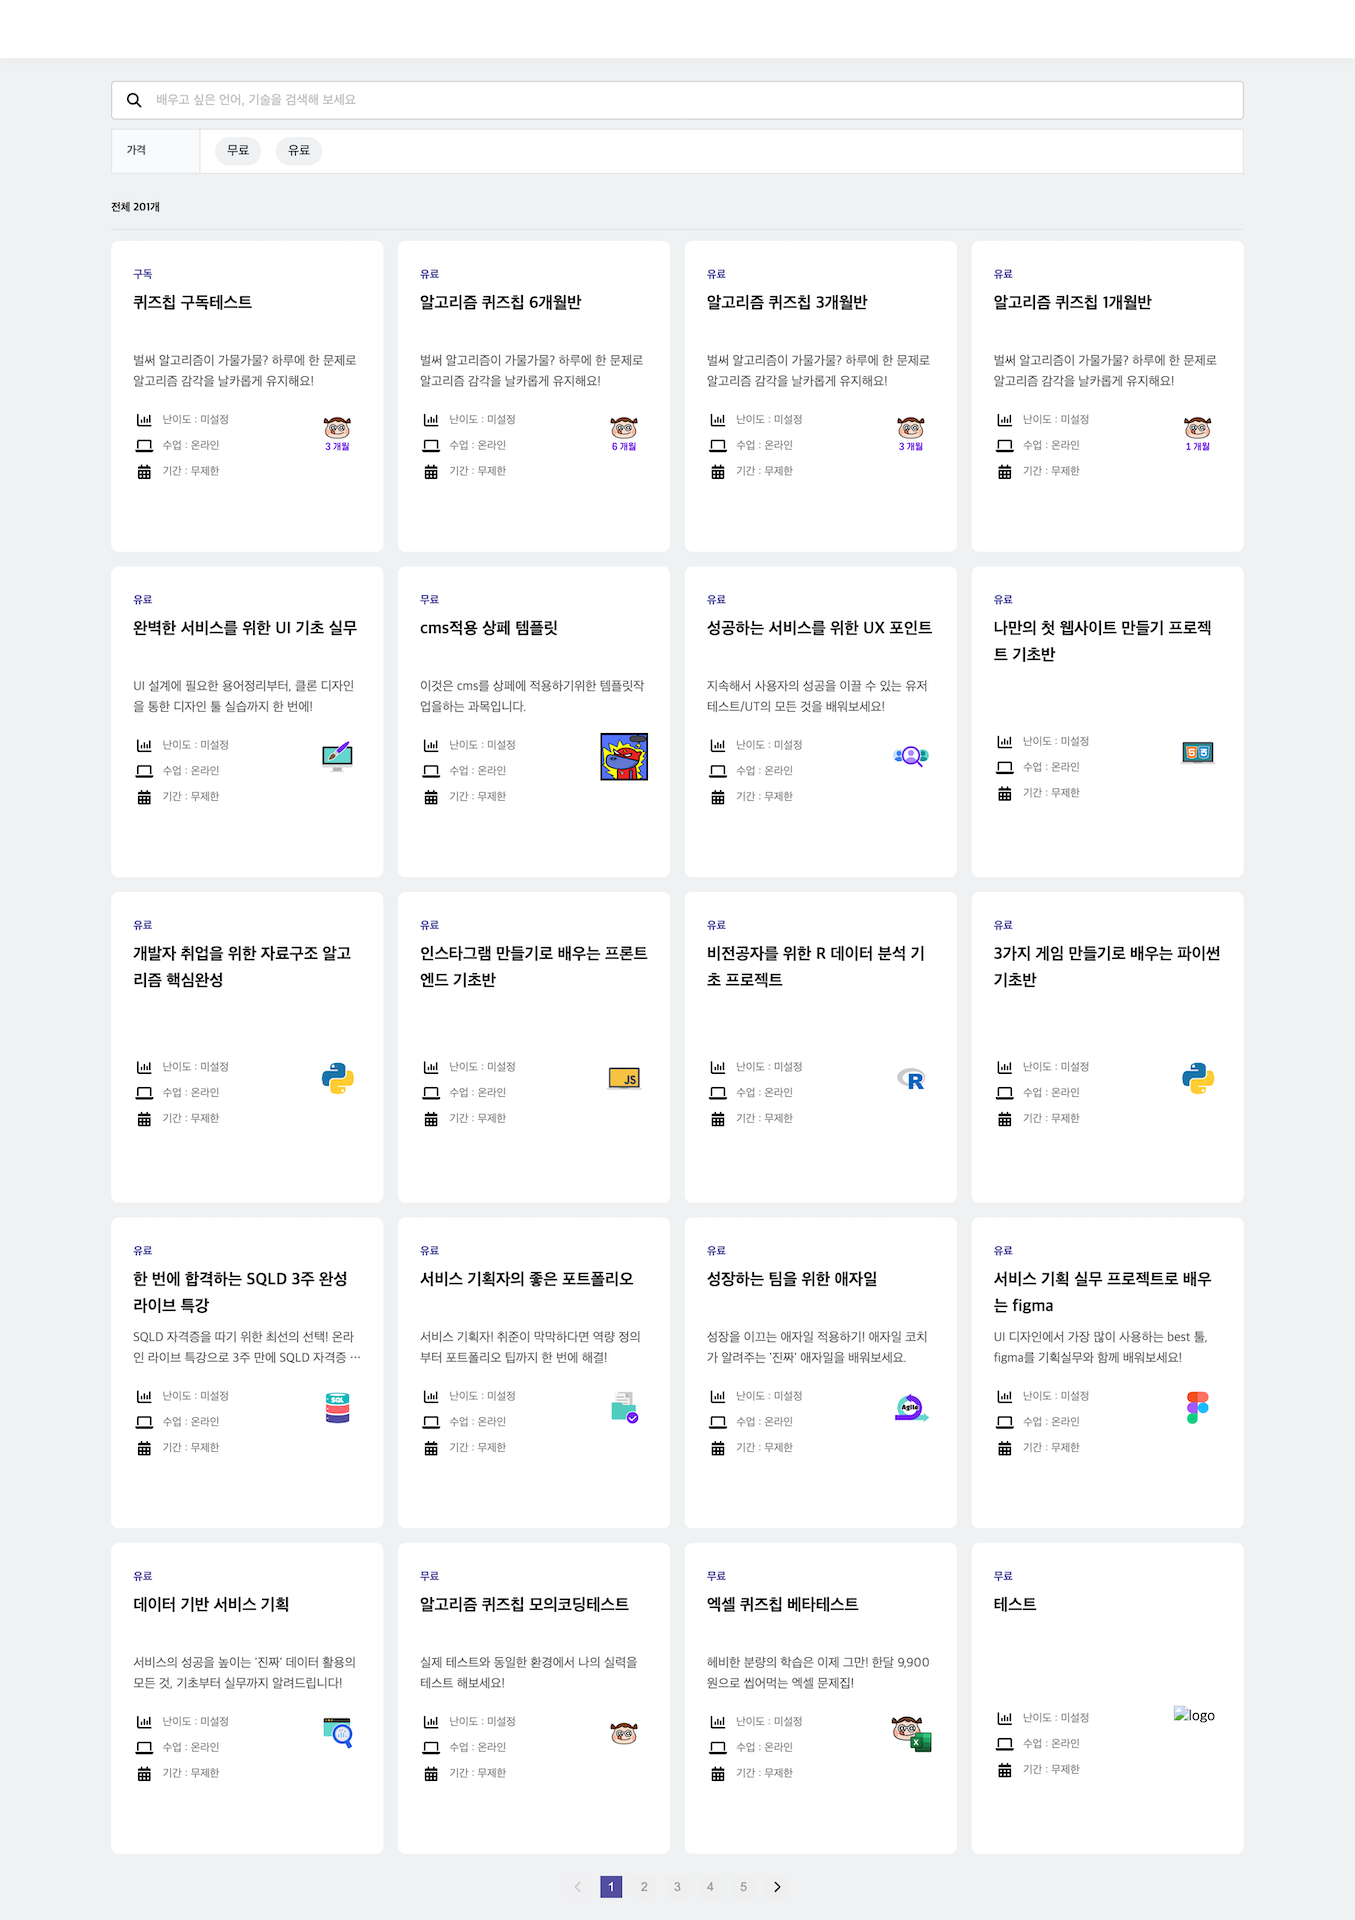 배우고 싶은 언어, 기술을 검색해 보세요
가격
무료
유료
전체 201개
구독
퀴즈칩 구독테스트
벌써 알고리즘이 가물가물? 하루에 한 문제로
알고리즘 감각을 날카롭게 유지해요!
난이도 : 미설정
수업 : 온라인
기간 : 무제한
3 개월
유료
알고리즘 퀴즈칩 6개월반
벌써 알고리즘이 가물가물? 하루에 한 문제로
알고리즘 감각을 날카롭게 유지해요!
난이도 : 미설정
수업 : 온라인
기간 : 무제한
6 개월
유료
알고리즘 퀴즈칩 3개월반
벌써 알고리즘이 가물가물? 하루에 한 문제로
알고리즘 감각을 날카롭게 유지해요!
난이도 : 미설정
수업 : 온라인
기간 : 무제한
3 개월
유료
알고리즘 퀴즈칩 1개월반
벌써 알고리즘이 가물가물? 하루에 한 문제로
알고리즘 감각을 날카롭게 유지해요!
난이도 : 미설정
수업 : 온라인
기간 : 무제한
1 개월
유료
완벽한 서비스를 위한 UI 기초 실무
UI 설계에 필요한 용어정리부터, 클론 디자인
을 통한 디자인 툴 실습까지 한 번에!
난이도 : 미설정
수업 : 온라인
기간 : 무제한
무료
cms적용 상페 템플릿
이것은 cms를 상페에 적용하기위한 템플릿작
업을하는 과목입니다.
난이도 : 미설정
수업 : 온라인
기간 : 무제한
유료
성공하는 서비스를 위한 UX 포인트
지속해서 사용자의 성공을 이끌 수 있는 유저
테스트/UT의 모든 것을 배워보세요!
난이도 : 미설정
수업 : 온라인
기간 : 무제한
유료
나만의 첫 웹사이트 만들기 프로젝
트 기초반
난이도 : 미설정
수업 : 온라인
기간 : 무제한
유료
개발자 취업을 위한 자료구조 알고
리즘 핵심완성
난이도 : 미설정
수업 : 온라인
기간 : 무제한
유료
인스타그램 만들기로 배우는 프론트
엔드 기초반
난이도 : 미설정
수업 : 온라인
기간 : 무제한
JS
유료
비전공자를 위한 R 데이터 분석 기
초 프로젝트
난이도 : 미설정
수업 : 온라인
기간 : 무제한
R
유료
3가지 게임 만들기로 배우는 파이썬
기초반
난이도 : 미설정
수업 : 온라인
기간 : 무제한
유료
한 번에 합격하는 SQLD 3주 완성
라이브 특강
SQLD 자격증을 따기 위한 최선의 선택! 온라
인 라이브 특강으로 3주 만에 SQLD 자격증 …
난이도 : 미설정
수업 : 온라인
기간 : 무제한
SQL
유료
서비스 기획자의 좋은 포트폴리오
서비스 기획자! 취준이 막막하다면 역량 정의
부터 포트폴리오 팁까지 한 번에 해결!
난이도 : 미설정
수업 : 온라인
기간 : 무제한
유료
성장하는 팀을 위한 애자일
성장을 이끄는 애자일 적용하기! 애자일 코치
가 알려주는 '진짜' 애자일을 배워보세요.
난이도 : 미설정
수업 : 온라인
기간 : 무제한
Agile
유료
서비스 기획 실무 프로젝트로 배우
는 figma
UI 디자인에서 가장 많이 사용하는 best 툴,
figma를 기획실무와 함께 배워보세요!
난이도 : 미설정
수업 : 온라인
기간 : 무제한
유료
데이터 기반 서비스 기획
서비스의 성공을 높이는 '진짜' 데이터 활용의
모든 것, 기초부터 실무까지 알려드립니다!
난이도 : 미설정
수업 : 온라인
기간 : 무제한
무료
알고리즘 퀴즈칩 모의코딩테스트
실제 테스트와 동일한 환경에서 나의 실력을
테스트 해보세요!
난이도 : 미설정
수업 : 온라인
기간 : 무제한
무료
엑셀 퀴즈칩 베타테스트
헤비한 분량의 학습은 이제 그만! 한달 9,900
원으로 씹어먹는 엑셀 문제집!
난이도 : 미설정
수업 : 온라인
기간 : 무제한
X
무료
테스트
난이도 : 미설정
수업 : 온라인
기간 : 무제한
logo
1 2 3 4 5